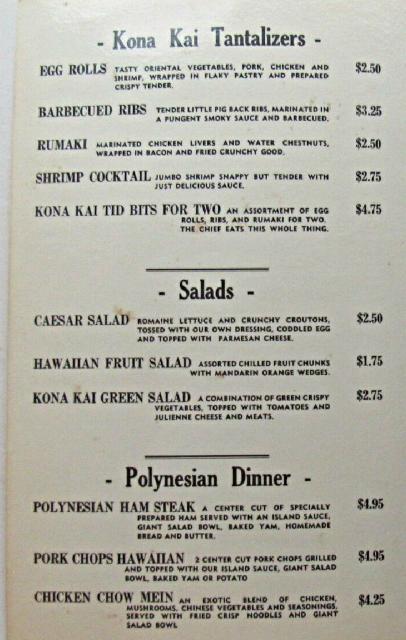 - Kona Kai Tantalizers -
EGG ROLLS TASTY ORIENTAL VEGETABLES, PORK, CHICKEN AND $2.50
SHRIMP, WRAPPED IN FLAKY PASTRY AND PREPARED
CRISPY TENDER.
BARBECUED RIBS TENDER LITTLE PIG BACK RIBS, MARINATED IN $3.25
A PUNGENT SMOKY SAUCE AND BARBECUED.
RUMAKI MARINATED CHICKEN LIVERS AND WATER CHESTNUTS, $2.50
WRAPPED IN BACON AND FRIED CRUNCHY GOOD.
SHRIMP COCKTAIL JUMBO SHRIMP SNAPPY BUT TENDER WITH $2.75
JUST DELICIOUS SAUCE.
KONA KAI TID BITS FOR TWO AN ASSORTMENT OF EGG $4.75
ROLLS, RIBS, AND RUMAKI FOR TWO.
THE CHIEF EATS THIS WHOLE THING.
- Salads -
CAESAR SALAD ROMAINE LETTUCE AND CRUNCHY CROUTONS, $2.50
TOSSED WITH OUR OWN DRESSING, CODDLED EGG
AND TOPPED WITH PARMESAN CHEESE.
HAWAIIAN FRUIT SALAD ASSORTED CHILLED FRUIT CHUNKS $1.75
WITH MANDARIN ORANGE WEDGES.
KONA KAI GREEN SALAD A COMBINATION OF GREEN CRISPY $2.75
VEGETABLES, TOPPED WITH TOMATOES AND
JULIENNE CHEESE AND MEATS.
- Polynesian Dinner -
POLYNESIAN HAM STEAK A CENTER CUT OF SPECIALLY $4.95
PREPARED HAM SERVED WITH AN ISLAND SAUCE,
GIANT SALAD BOWL, BAKED YAM, HOMEMADE
BREAD AND BUTTER.
PORK CHOPS HAWAIIAN 2 CENTER CUT PORK CHOPS GRILLED $4.95
AND TOPPED WITH OUR ISLAND SAUCE, GIANT SALAD
BOWL, BAKED YAM OR POTATO
CHICKEN CHOW MEIN AN EXOTIC BLEND OF CHICKEN, $4.25
MUSHROOMS, CHINESE VEGETABLES AND SEASONINGS,
SERVED WITH FRIED CRISP NOODLES AND GIANT
SALAD BOWL